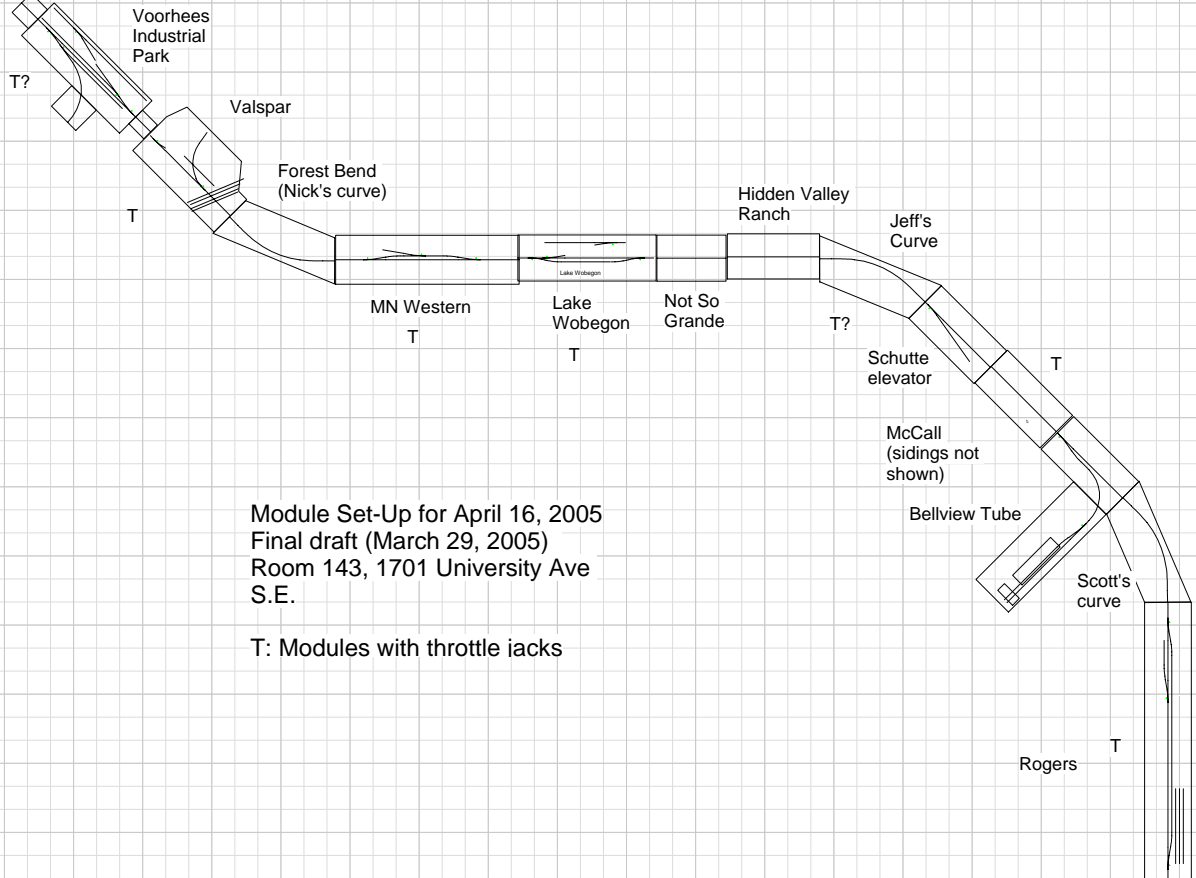 Voorhees
Industrial
Park
T?
Valspar
T
Forest Bend
(Nick's curve)
MN Western
T
Lake Wobegon
Lake
Wobegon
T
Not So
Grande
Hidden Valley
Ranch
Jeff's
Curve
T?
Schutte
elevator
T
McCall
(sidings not
shown)
Bellview Tube
Scott's
curve
Module Set-Up for April 16, 2005
Final draft (March 29, 2005)
Room 143, 1701 University Ave
S.E.
T: Modules with throttle jacks
T
Rogers